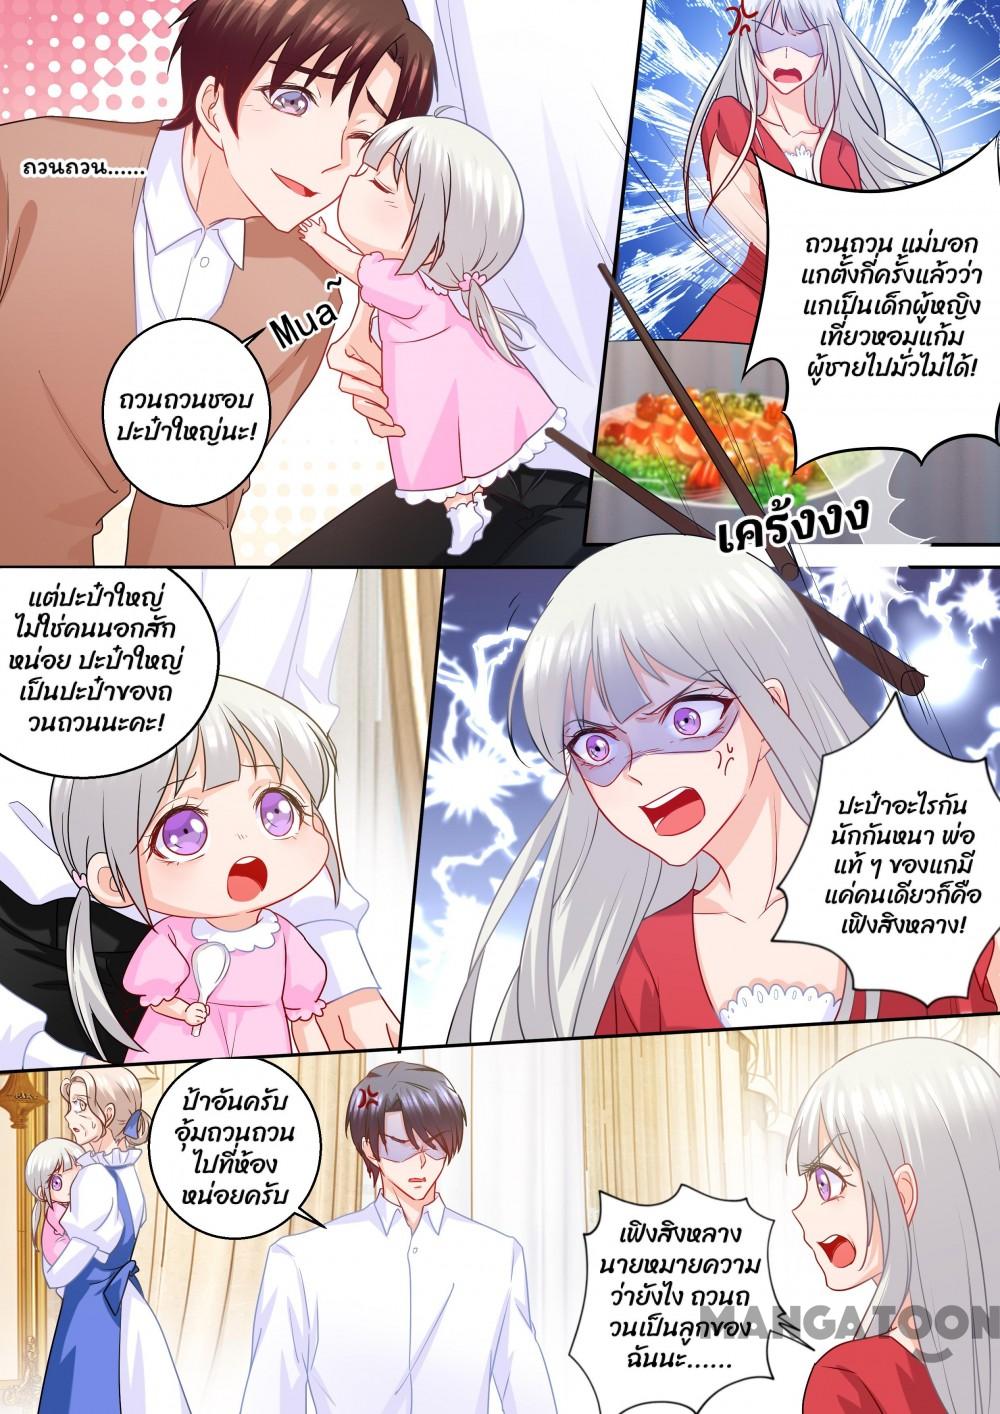 ถวนถวน......
Mua~
ถวนถวนชอบ
ปะป๋าใหญ่นะ!
ถวนถวน แม่บอก
แกตั้งกี่ครั้งแล้วว่า
แกเป็นเด็กผู้หญิง
เที่ยวหอมแก้ม
ผู้ชายไปมั่วไม่ได้!
เคร้งงง
แต่ปะป๋าใหญ่
ไม่ใช่คนนอกสัก
หน่อย ปะป๋าใหญ่
เป็นปะป๋าของถ
วนถวนนะคะ!
ปะป๋าอะไรกัน
นักกันหนา พ่อ
แท้ ๆ ของแกมี
แค่คนเดียวก็คือ
เฟิงสิงหลาง!
ป้าอันครับ
อุ้มถวนถวน
ไปที่ห้อง
หน่อยครับ
เฟิงสิงหลาง
นายหมายความ
ว่ายังไง ถวนถ
วนเป็นลูกของ
ฉันนะ......
MANGATOON